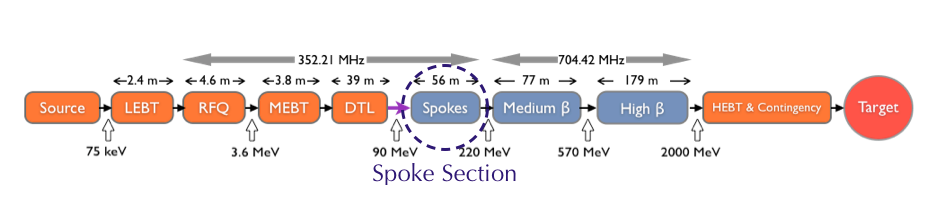 352.21 MHz 704.42 MHz
2.4 m 4.6 m 3.8 m 39 m 56 m 77 m 179 m
Source LEBT RFQ MEBT DTL Spokes Medium β High β HEBT & Contingency Target
75 keV 3.6 MeV 90 MeV 220 MeV 570 MeV 2000 MeV
Spoke Section